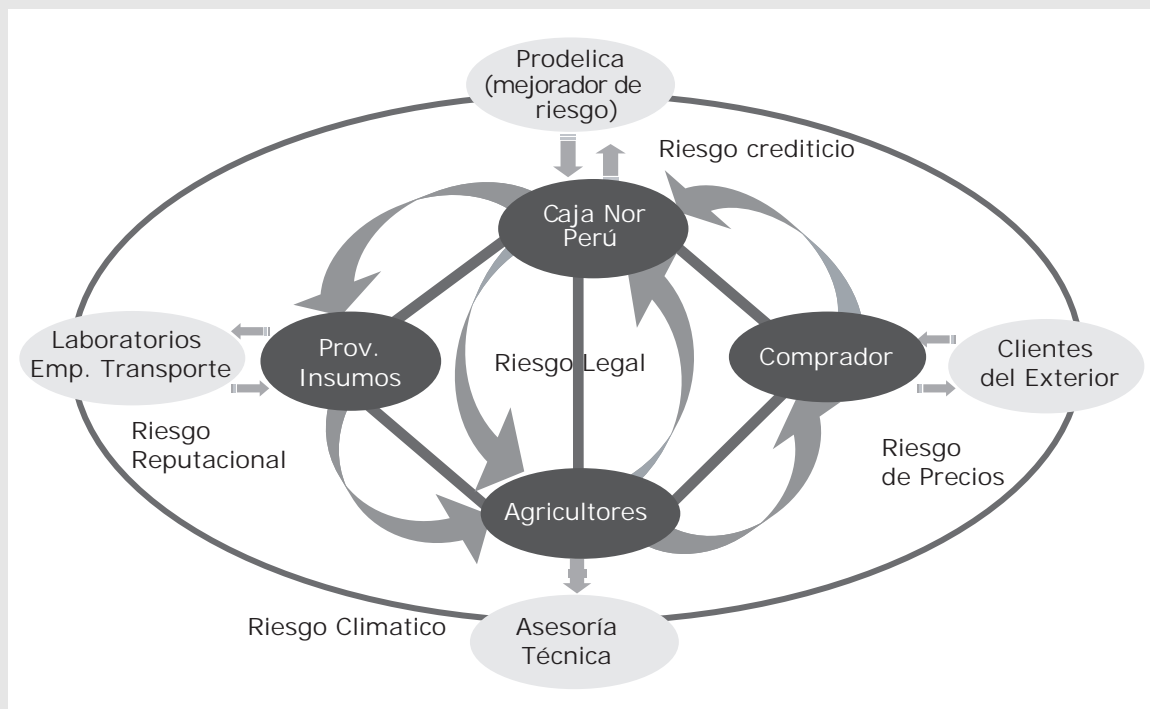 Prodelica
(mejorador de
riesgo)
Riesgo crediticio
Caja Nor
Perú
Laboratorios
Emp. Transporte
Prov.
Insumos
Riesgo Legal
Comprador
Clientes
del Exterior
Riesgo
Reputacional
Riesgo
de Precios
Agricultores
Riesgo Climatico
Asesoría
Técnica